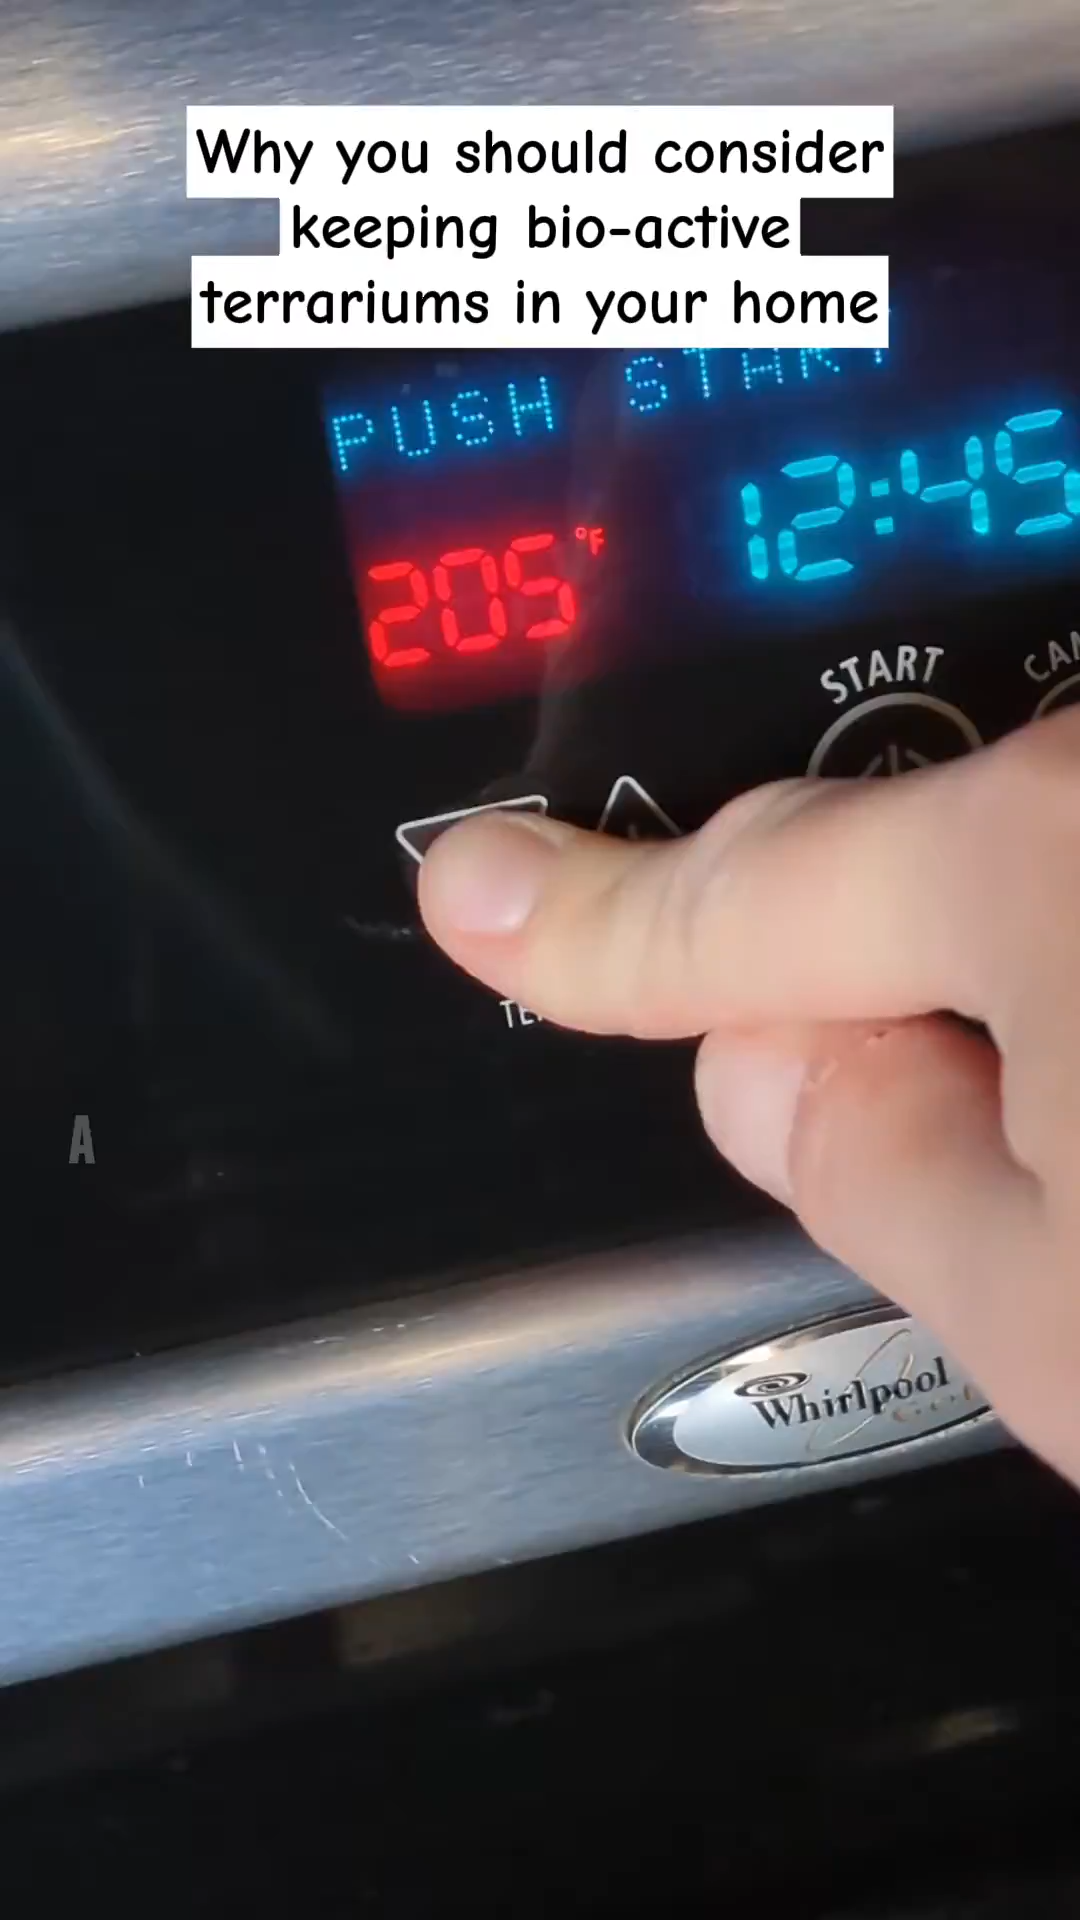 Why you should consider
keeping bio-active
terrariums in your home
PUSH START
205 °F
12:45
START
A
Whirlpool